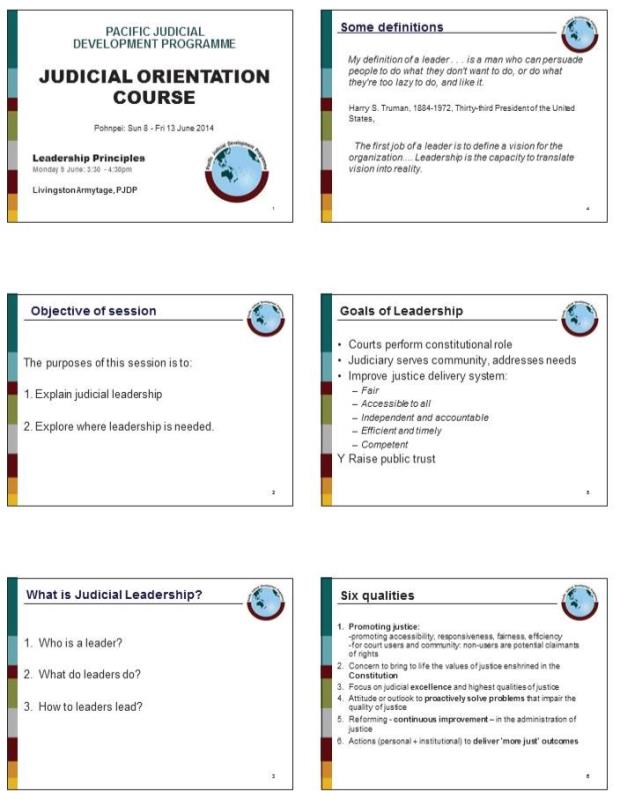 PACIFIC JUDICIAL
DEVELOPMENT PROGRAMME
JUDICIAL ORIENTATION
COURSE
Pohnpei: Sun 8 - Fri 13 June 2014
Leadership Principles
Monday 9 June: 3:30 - 4:30pm
Livingston Armytage, PJDP
Pacific Judicial Development Programme
1
Objective of session
The purposes of this session is to:
1. Explain judicial leadership
2. Explore where leadership is needed.
2
What is Judicial Leadership?
1. Who is a leader?
2. What do leaders do?
3. How to leaders lead?
3
Some definitions
My definition of a leader . . . is a man who can persuade
people to do what they don't want to do, or do what
they're too lazy to do, and like it.
Harry S. Truman, 1884-1972, Thirty-third President of the United
States,
The first job of a leader is to define a vision for the
organization.... Leadership is the capacity to translate
vision into reality.
4
Goals of Leadership
• Courts perform constitutional role
• Judiciary serves community, addresses needs
• Improve justice delivery system:
– Fair
– Accessible to all
– Independent and accountable
– Efficient and timely
– Competent
Y Raise public trust
5
Six qualities
1. Promoting justice:
-promoting accessibility, responsiveness, fairness, efficiency
-for court users and community: non-users are potential claimants
of rights
2. Concern to bring to life the values of justice enshrined in the
Constitution
3. Focus on judicial excellence and highest qualities of justice
4. Attitude or outlook to proactively solve problems that impair the
quality of justice
5. Reforming - continuous improvement – in the administration of
justice
6. Actions (personal + institutional) to deliver 'more just' outcomes
6